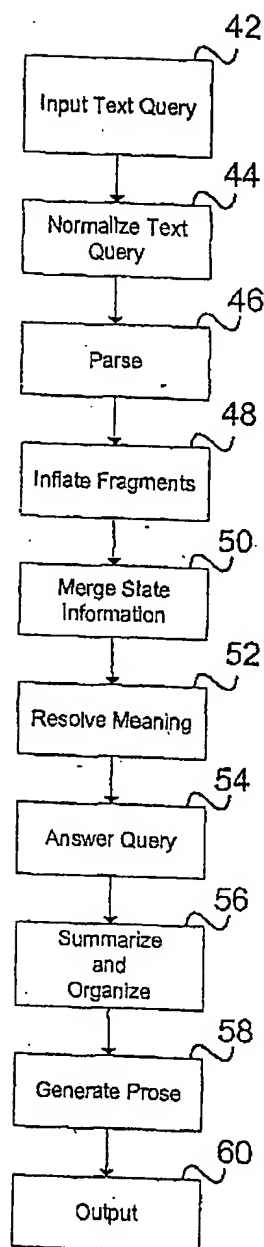 42
Input Text Query
44
Normalize Text
Query
46
Parse
48
Inflate Fragments
50
Merge State
Information
52
Resolve Meaning
54
Answer Query
56
Summarize
and
Organize
58
Generate Prose
60
Output